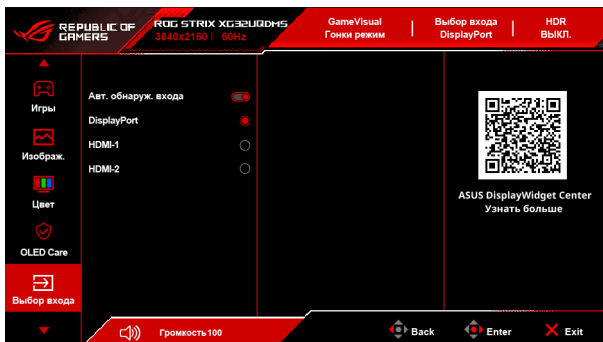 REPUBLIC OF
GAMERS
ROG STRIX XG32UQDMS
3840x2160 | 60Hz
GameVisual
Гонки режим
Выбор входа
DisplayPort
HDR
ВЫКЛ.
Игры
Изображ.
Цвет
OLED Care
Выбор входа
Авт. обнаруж. входа
DisplayPort
HDMI-1
HDMI-2
ASUS DisplayWidget Center
Узнать больше
Громкость100
Back
Enter
Exit